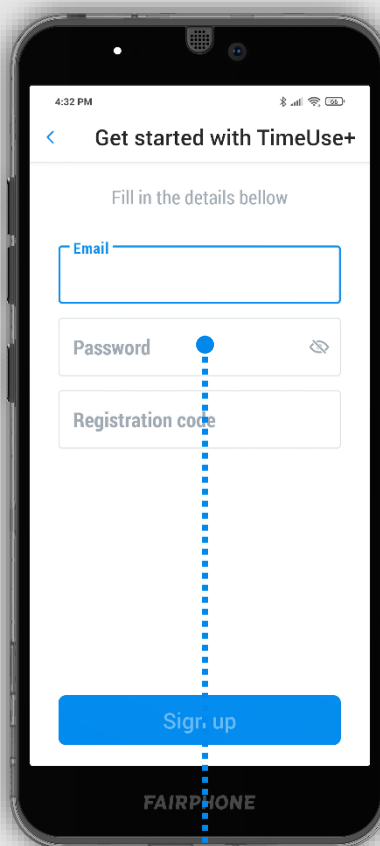 4:32 PM
Get started with TimeUse+
Fill in the details bellow
Email
Password
Registration code
Sign up
FAIRPHONE